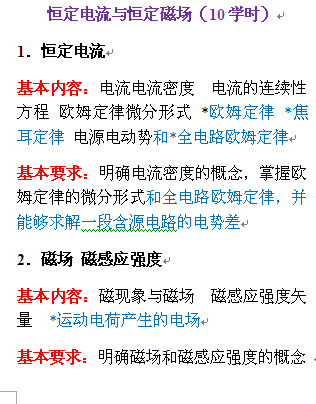 恒定电流与恒定磁场（10 学时）
1．恒定电流
基本内容：电流电流密度　电流的连续性
方程 欧姆定律微分形式 *欧姆定律 *焦
耳定律 电源电动势和*全电路欧姆定律
基本要求：明确电流密度的概念，掌握欧
姆定律的微分形式和全电路欧姆定律，并
能够求解一段含源电路的电势差
2．磁场 磁感应强度
基本内容：磁现象与磁场　磁感应强度矢
量　*运动电荷产生的电场
基本要求：明确磁场和磁感应强度的概念